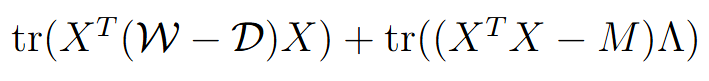 tr(X^T(𝒲 − 𝒟)X) + tr((X^T X − M)Λ)